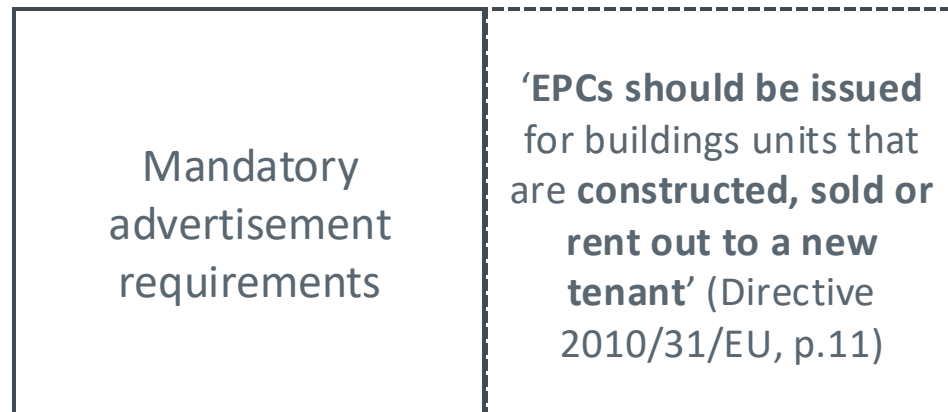 Mandatory
advertisement
requirements
‘EPCs should be issued
for buildings units that
are constructed, sold or
rent out to a new
tenant’ (Directive
2010/31/EU, p.11)